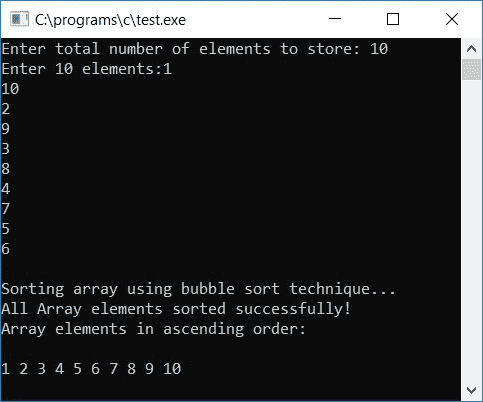 C:\programs\c\test.exe
Enter total number of elements to store: 10
Enter 10 elements:1
10
2
9
3
8
4
7
5
6
Sorting array using bubble sort technique...
All Array elements sorted successfully!
Array elements in ascending order:
1 2 3 4 5 6 7 8 9 10